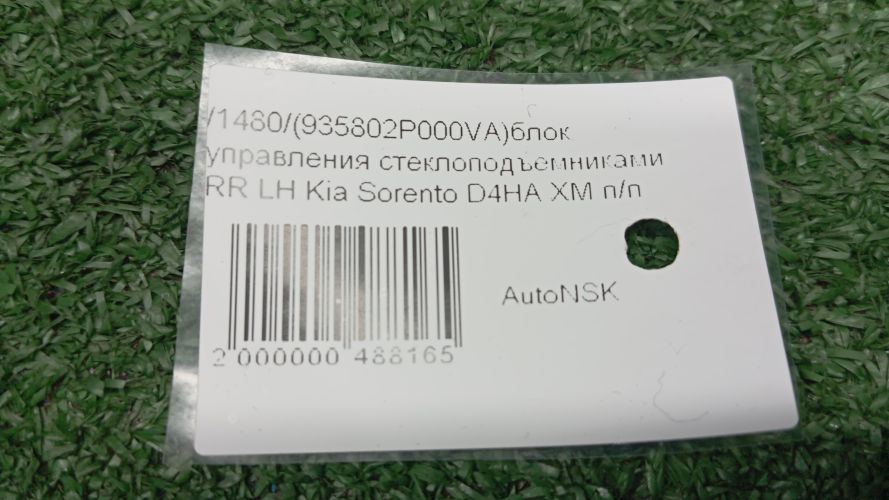 /1480/(935802P000VA)блок
управления стеклоподъемниками
RR LH Kia Sorento D4HA XM п/п
AutoNSK
2 000000 488165